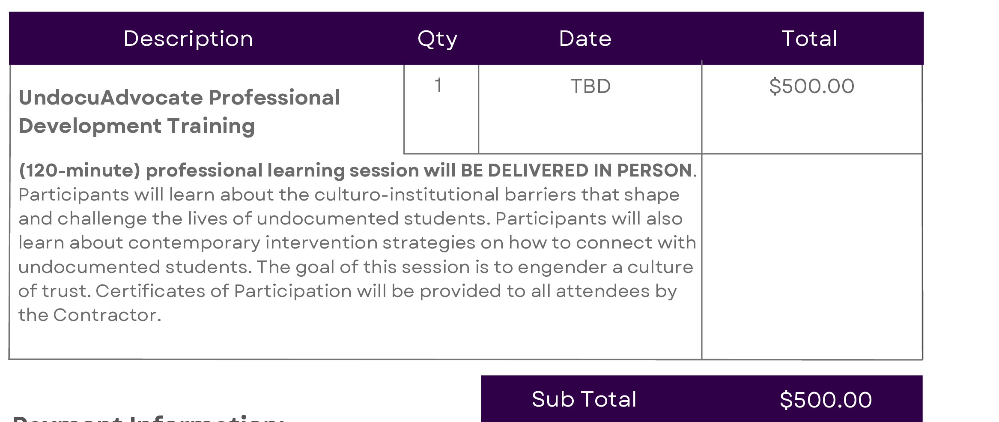 Description Qty Date Total
UndocuAdvocate Professional
Development Training
1 TBD $500.00
(120-minute) professional learning session will BE DELIVERED IN PERSON.
Participants will learn about the culturo-institutional barriers that shape
and challenge the lives of undocumented students. Participants will also
learn about contemporary intervention strategies on how to connect with
undocumented students. The goal of this session is to engender a culture
of trust. Certificates of Participation will be provided to all attendees by
the Contractor.
Sub Total $500.00
Payment Information: